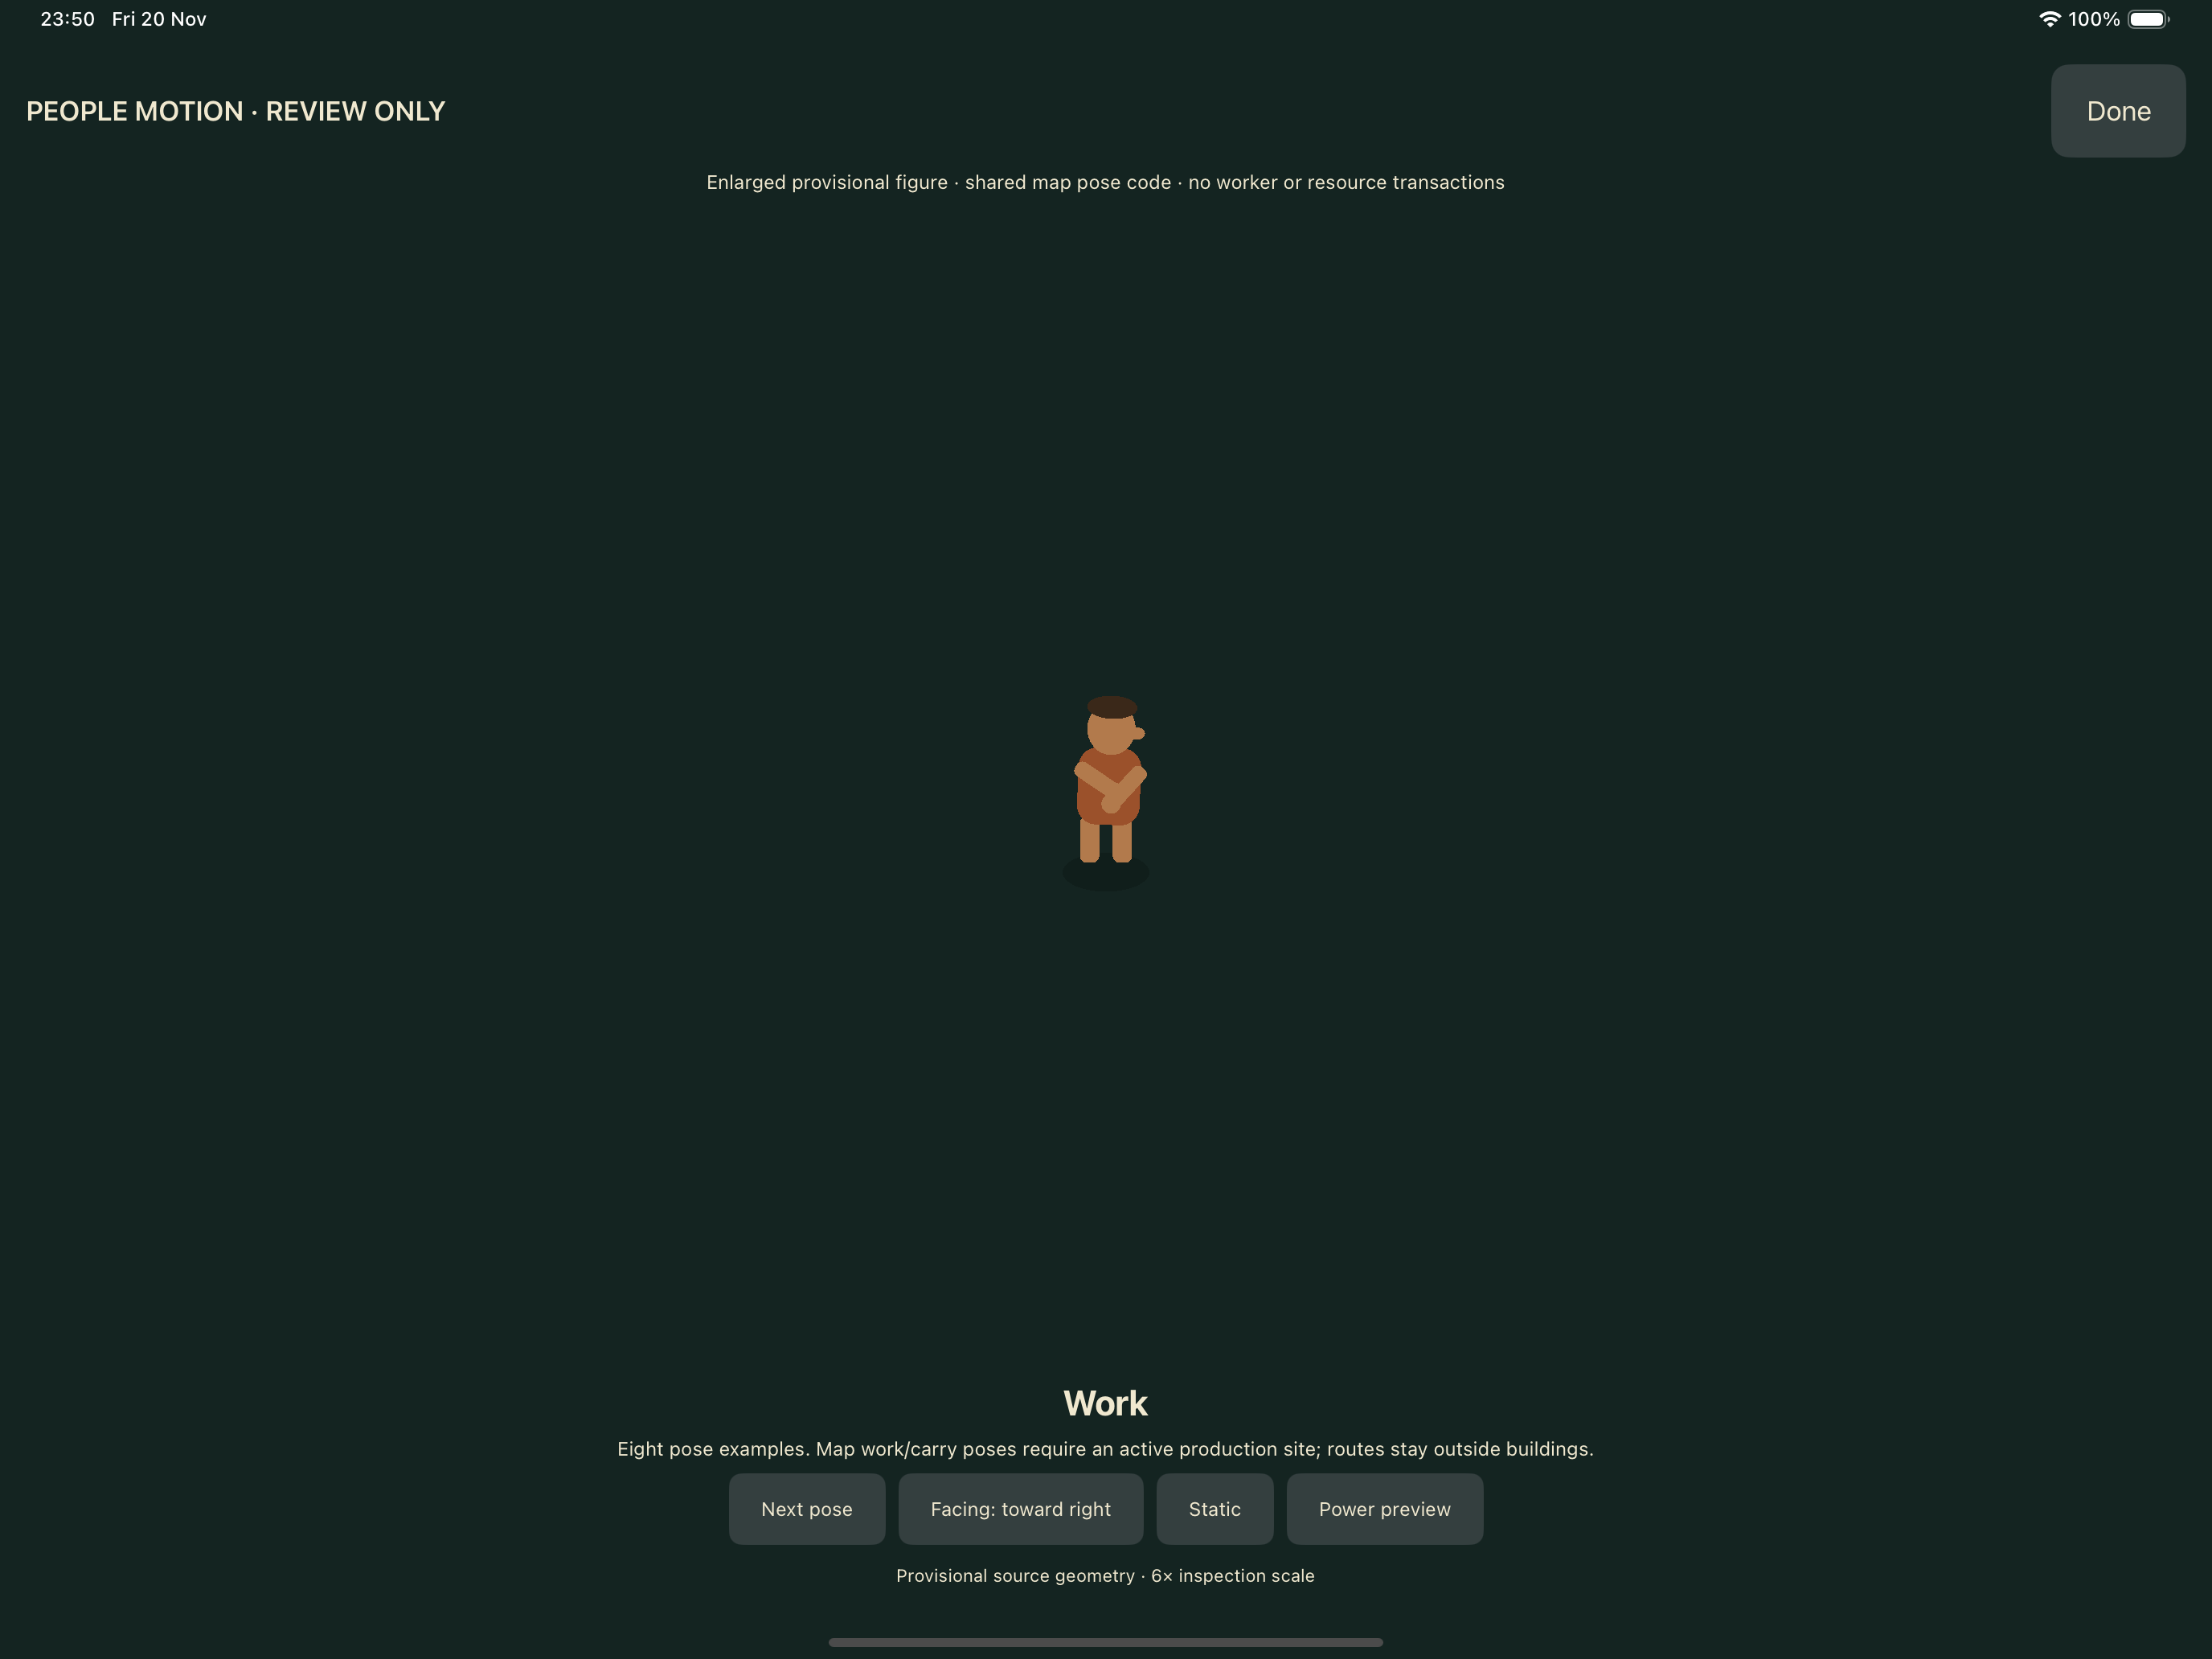 23:50 Fri 20 Nov
100%
PEOPLE MOTION · REVIEW ONLY
Done
Enlarged provisional figure · shared map pose code · no worker or resource transactions
Work
Eight pose examples. Map work/carry poses require an active production site; routes stay outside buildings.
Next pose
Facing: toward right
Static
Power preview
Provisional source geometry · 6× inspection scale